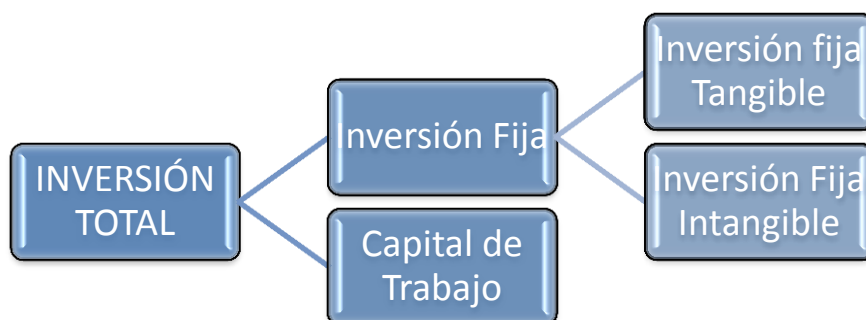 INVERSIÓN
TOTAL
Inversión Fija
Capital de
Trabajo
Inversión fija
Tangible
Inversión Fija
Intangible